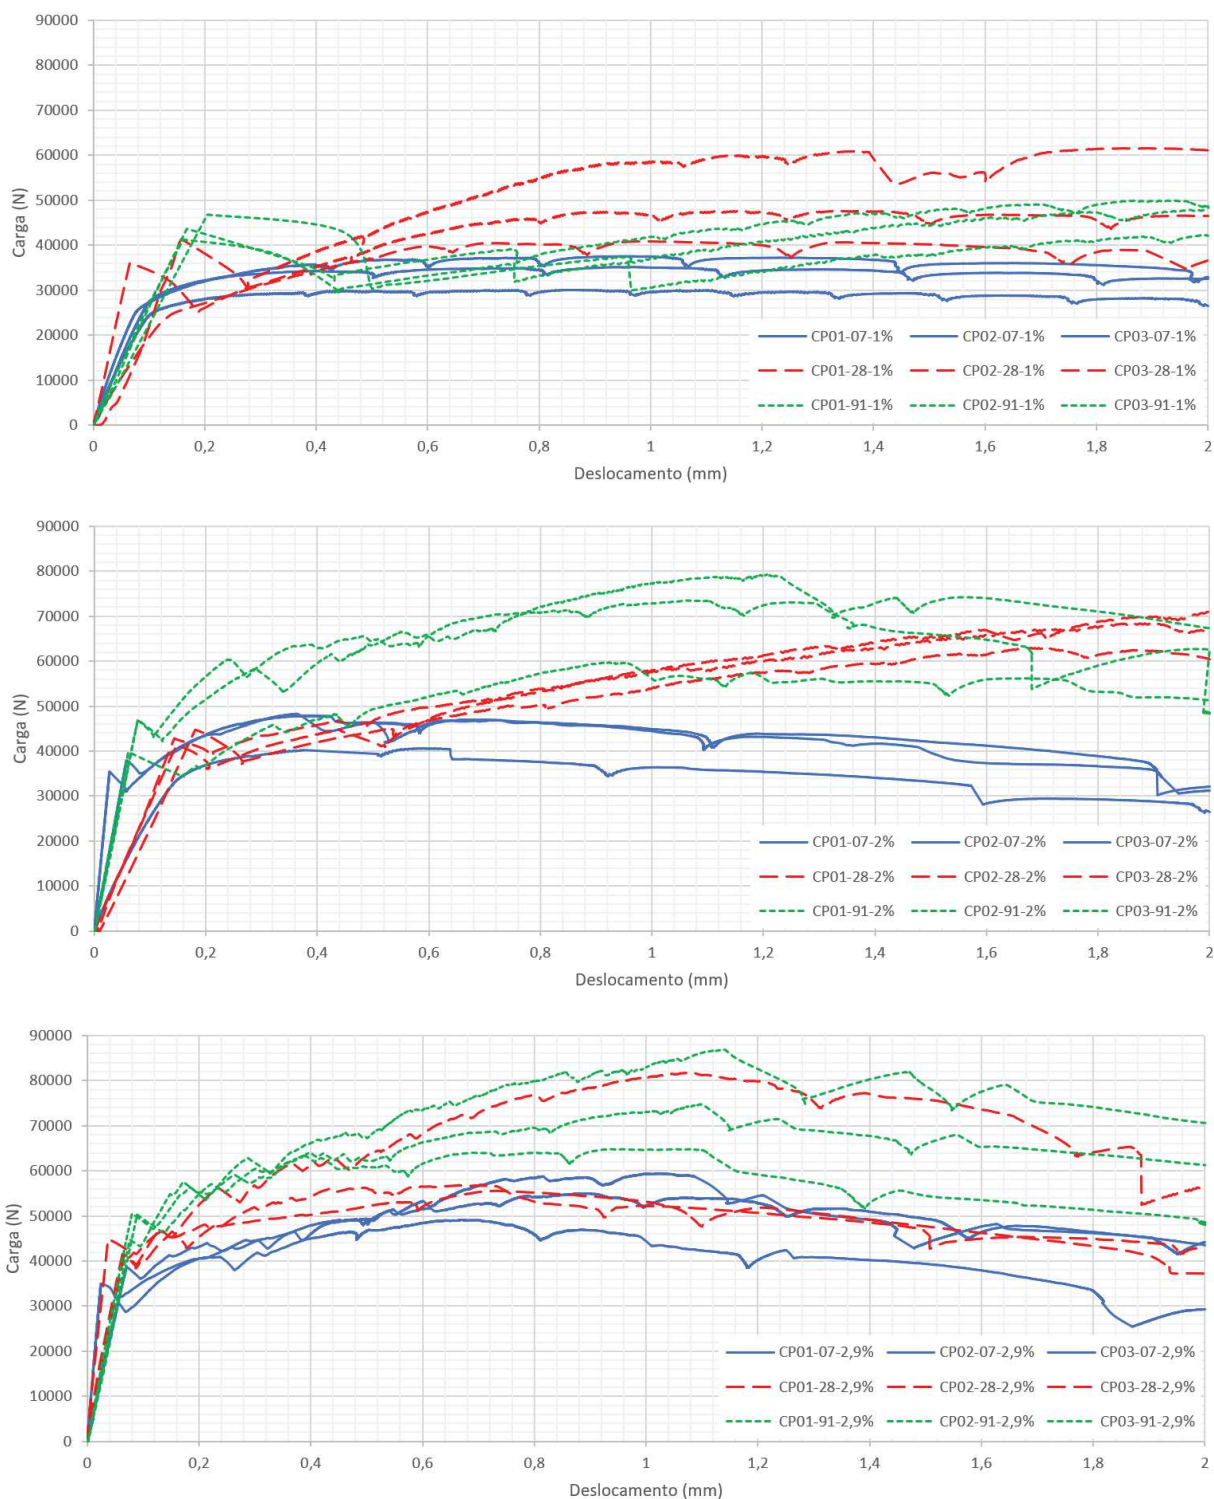 90000
80000
70000
60000
50000
40000
30000
20000
10000
0
Carga (N)
0 0,2 0,4 0,6 0,8 1 1,2 1,4 1,6 1,8 2
Deslocamento (mm)
CP01-07-1% CP02-07-1% CP03-07-1%
CP01-28-1% CP02-28-1% CP03-28-1%
CP01-91-1% CP02-91-1% CP03-91-1%
90000
80000
70000
60000
50000
40000
30000
20000
10000
0
Carga (N)
0 0,2 0,4 0,6 0,8 1 1,2 1,4 1,6 1,8 2
Deslocamento (mm)
CP01-07-2% CP02-07-2% CP03-07-2%
CP01-28-2% CP02-28-2% CP03-28-2%
CP01-91-2% CP02-91-2% CP03-91-2%
90000
80000
70000
60000
50000
40000
30000
20000
10000
0
Carga (N)
0 0,2 0,4 0,6 0,8 1 1,2 1,4 1,6 1,8 2
Deslocamento (mm)
CP01-07-2,9% CP02-07-2,9% CP03-07-2,9%
CP01-28-2,9% CP02-28-2,9% CP03-28-2,9%
CP01-91-2,9% CP02-91-2,9% CP03-91-2,9%